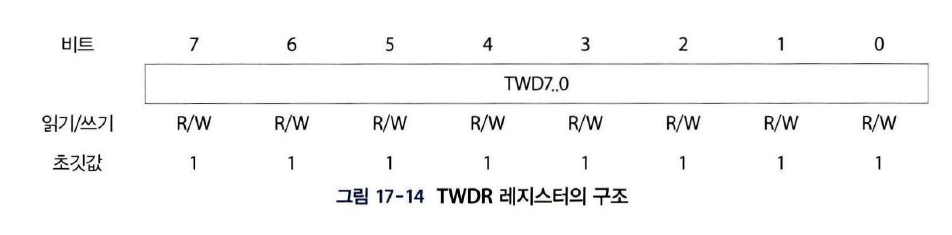 비트 7 6 5 4 3 2 1 0
TWD7..0
읽기/쓰기 R/W R/W R/W R/W R/W R/W R/W R/W
초깃값 1 1 1 1 1 1 1 1
그림 17-14 TWDR 레지스터의 구조